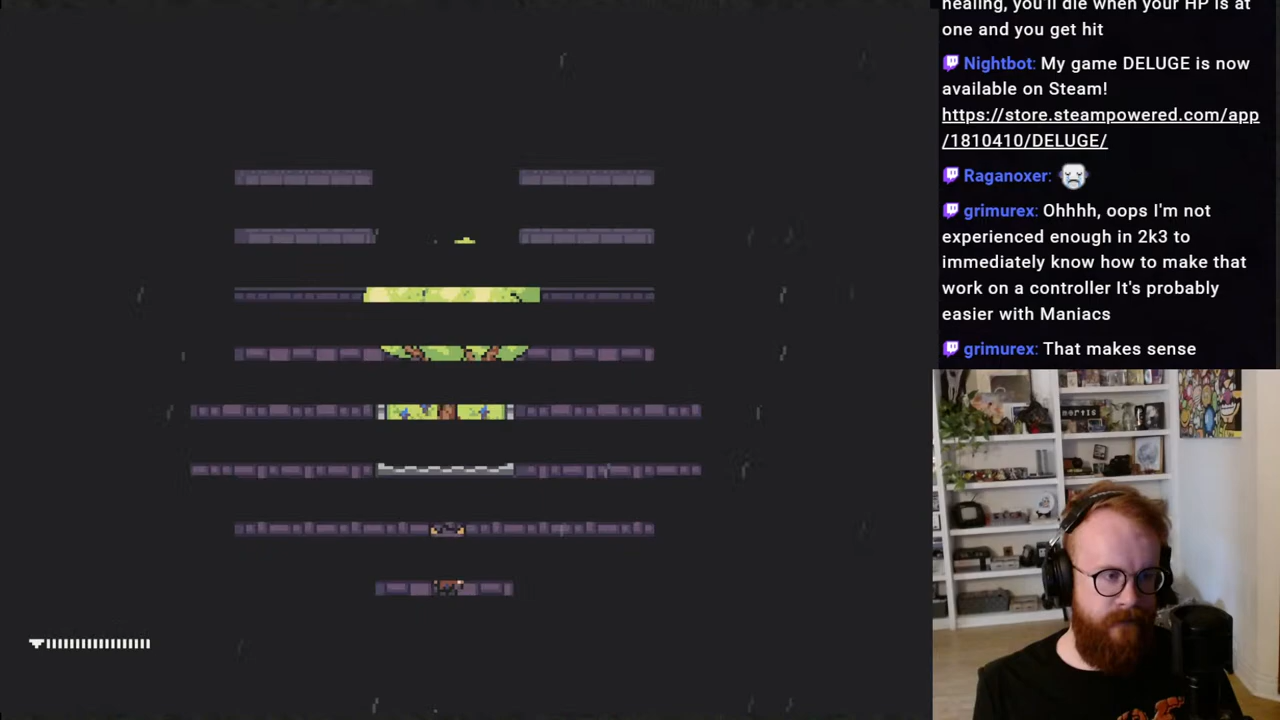 healing, you'll die when your HP is at
one and you get hit
Nightbot: My game DELUGE is now
available on Steam!
https://store.steampowered.com/app
/1810410/DELUGE/
Raganoxer:
grimurex: Ohhhh, oops I'm not
experienced enough in 2k3 to
immediately know how to make that
work on a controller It's probably
easier with Maniacs
grimurex: That makes sense
mortis